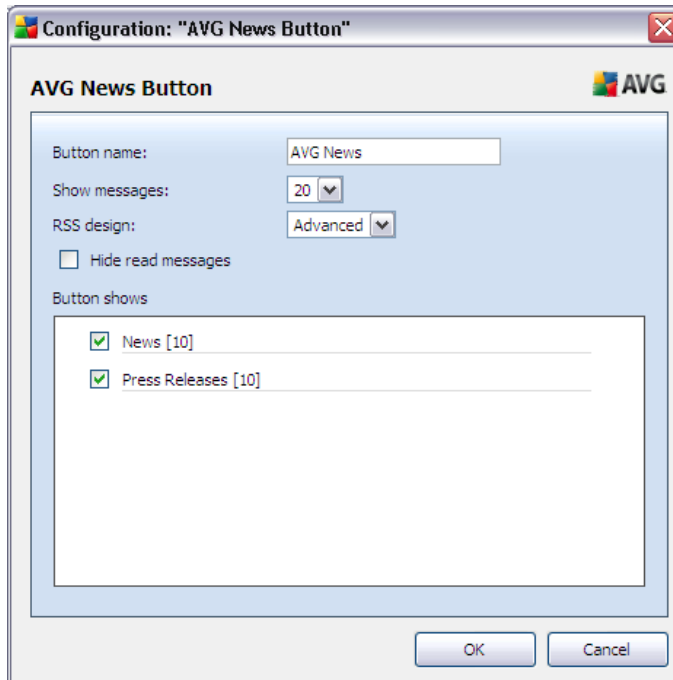 Configuration: "AVG News Button"
AVG News Button
AVG
Button name: AVG News
Show messages: 20
RSS design: Advanced
Hide read messages
Button shows
News [10]
Press Releases [10]
OK Cancel